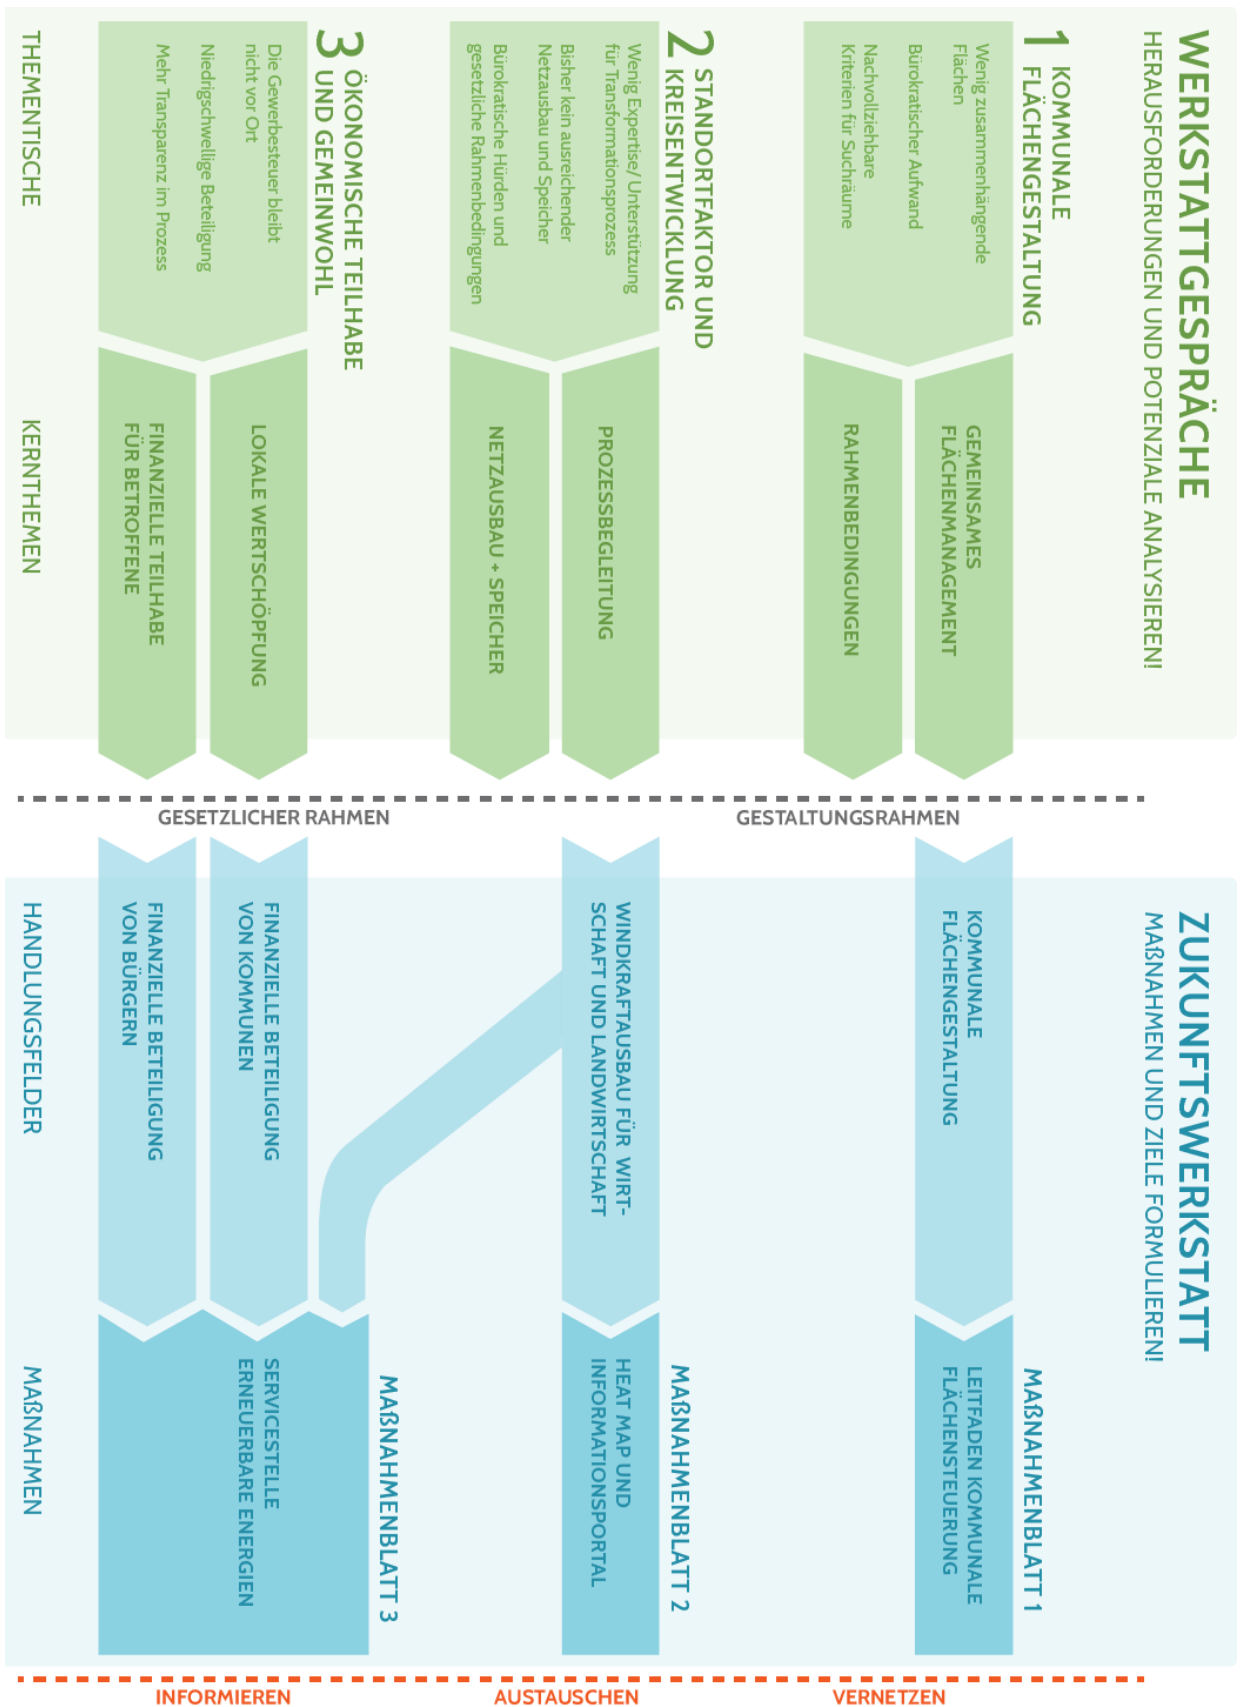 WERKSTATTGESPRÄCHE
HERAUSFORDERUNGEN UND POTENZIALE ANALYSIEREN!
1 KOMMUNALE
FLÄCHENGESTALTUNG
Wenig zusammenhängende
Flächen
Bürokratischer Aufwand
Nachvollziehbare
Kriterien für Suchräume
GEMEINSAMES
FLÄCHENMANAGEMENT
RAHMENBEDINGUNGEN
2 STANDORTFAKTOR UND
KREISENTWICKLUNG
Wenig Expertise/ Unterstützung
für Transformationsprozess
Bisher kein ausreichender
Netzausbau und Speicher
Bürokratische Hürden und
gesetzliche Rahmenbedingungen
PROZESSBEGLEITUNG
NETZAUSBAU + SPEICHER
3 ÖKONOMISCHE TEILHABE
UND GEMEINWOHL
Die Gewerbesteuer bleibt
nicht vor Ort
Niedrigschwellige Beteiligung
Mehr Transparenz im Prozess
LOKALE WERTSCHÖPFUNG
FINANZIELLE TEILHABE
FÜR BETROFFENE
THEMENTISCHE
KERNTHEMEN
GESETZLICHER RAHMEN
GESTALTUNGSRAHMEN
ZUKUNFTSWERKSTATT
MAßNAHMEN UND ZIELE FORMULIEREN!
KOMMUNALE
FLÄCHENGESTALTUNG
MAßNAHMENBLATT 1
LEITFADEN KOMMUNALE
FLÄCHENSTEUERUNG
WINDKRAFTAUSBAU FÜR WIRT-
SCHAFT UND LANDWIRTSCHAFT
MAßNAHMENBLATT 2
HEAT MAP UND
INFORMATIONSPORTAL
FINANZIELLE BETEILIGUNG
VON KOMMUNEN
FINANZIELLE BETEILIGUNG
VON BÜRGERN
MAßNAHMENBLATT 3
SERVICESTELLE
ERNEUERBARE ENERGIEN
HANDLUNGSFELDER
MAßNAHMEN
INFORMIEREN
AUSTAUSCHEN
VERNETZEN